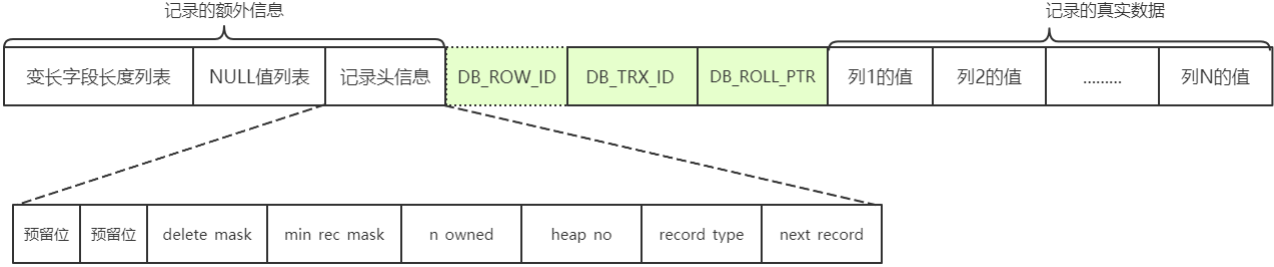 记录的额外信息
记录的真实数据
变长字段长度列表 NULL值列表 记录头信息 DB_ROW_ID DB_TRX_ID DB_ROLL_PTR 列1的值 列2的值 ......... 列N的值
预留位 预留位 delete mask min rec mask n owned heap no record type next record